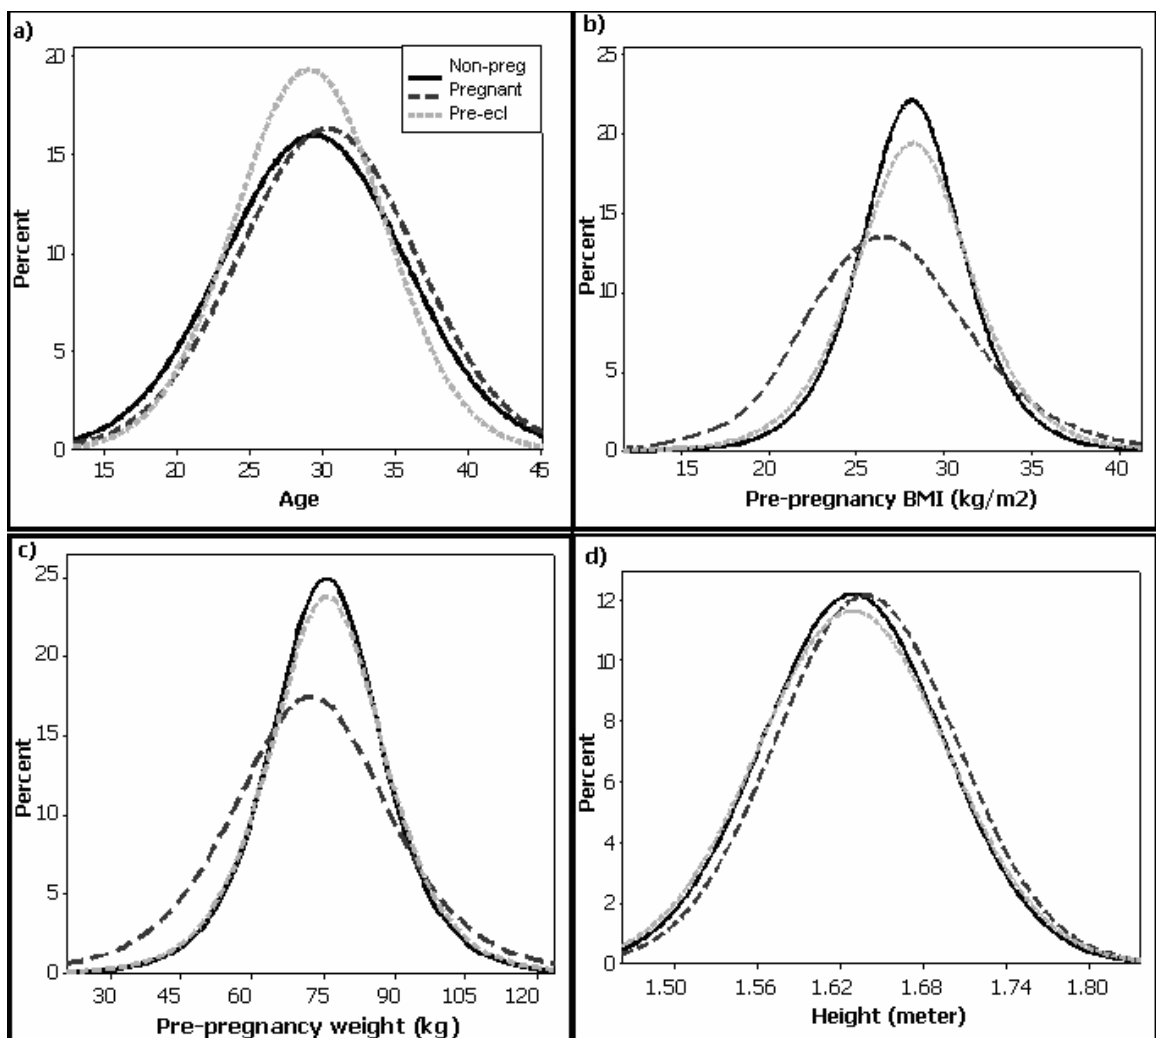 a)
Non-preg
Pregnant
Pre-ecl
20
15
10
5
0
Percent
15 20 25 30 35 40 45
Age
b)
25
20
15
10
5
0
Percent
15 20 25 30 35 40
Pre-pregnancy BMI (kg/m2)
c)
25
20
15
10
5
0
Percent
30 45 60 75 90 105 120
Pre-pregnancy weight (kg)
d)
12
10
8
6
4
2
0
Percent
1.50 1.56 1.62 1.68 1.74 1.80
Height (meter)